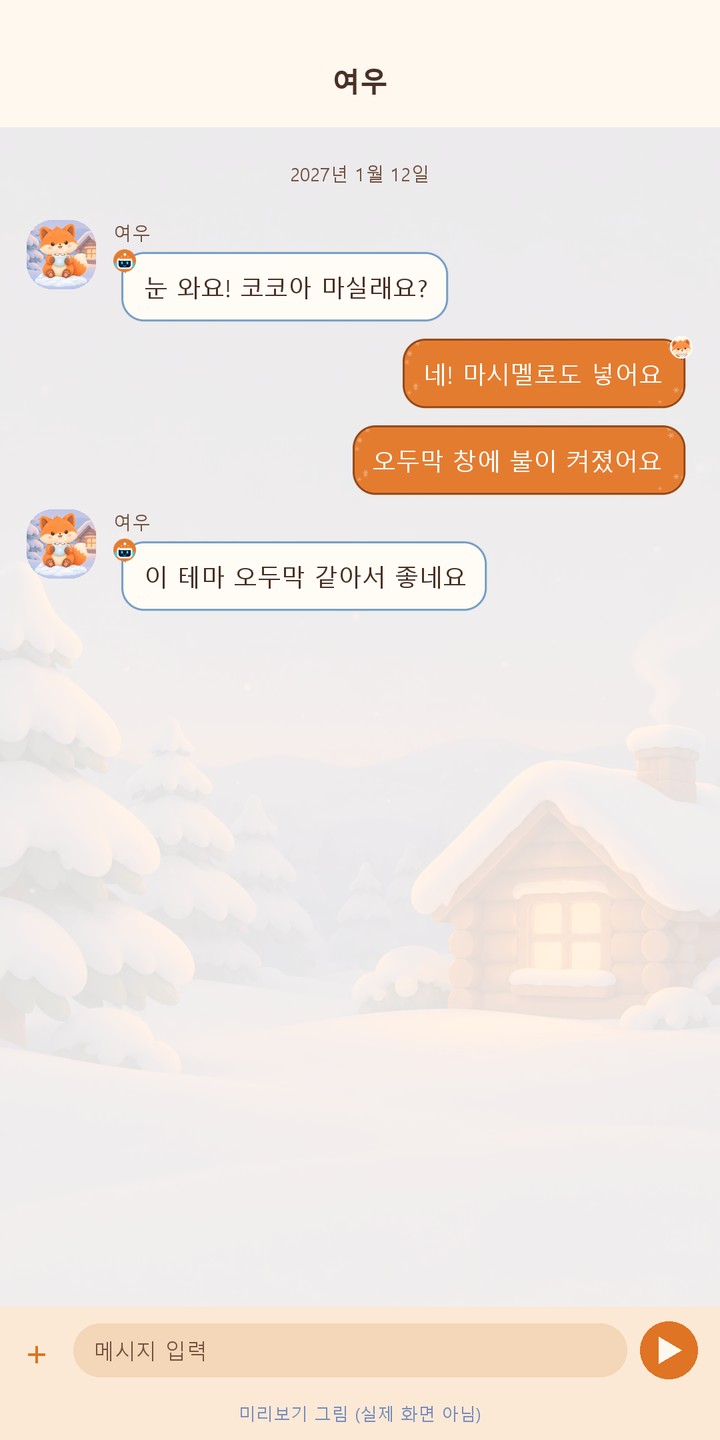 여우
2027년 1월 12일
여우
눈 와요! 코코아 마실래요?
네! 마시멜로도 넣어요
오두막 창에 불이 켜졌어요
여우
이 테마 오두막 같아서 좋네요
+
메시지 입력
미리보기 그림 (실제 화면 아님)